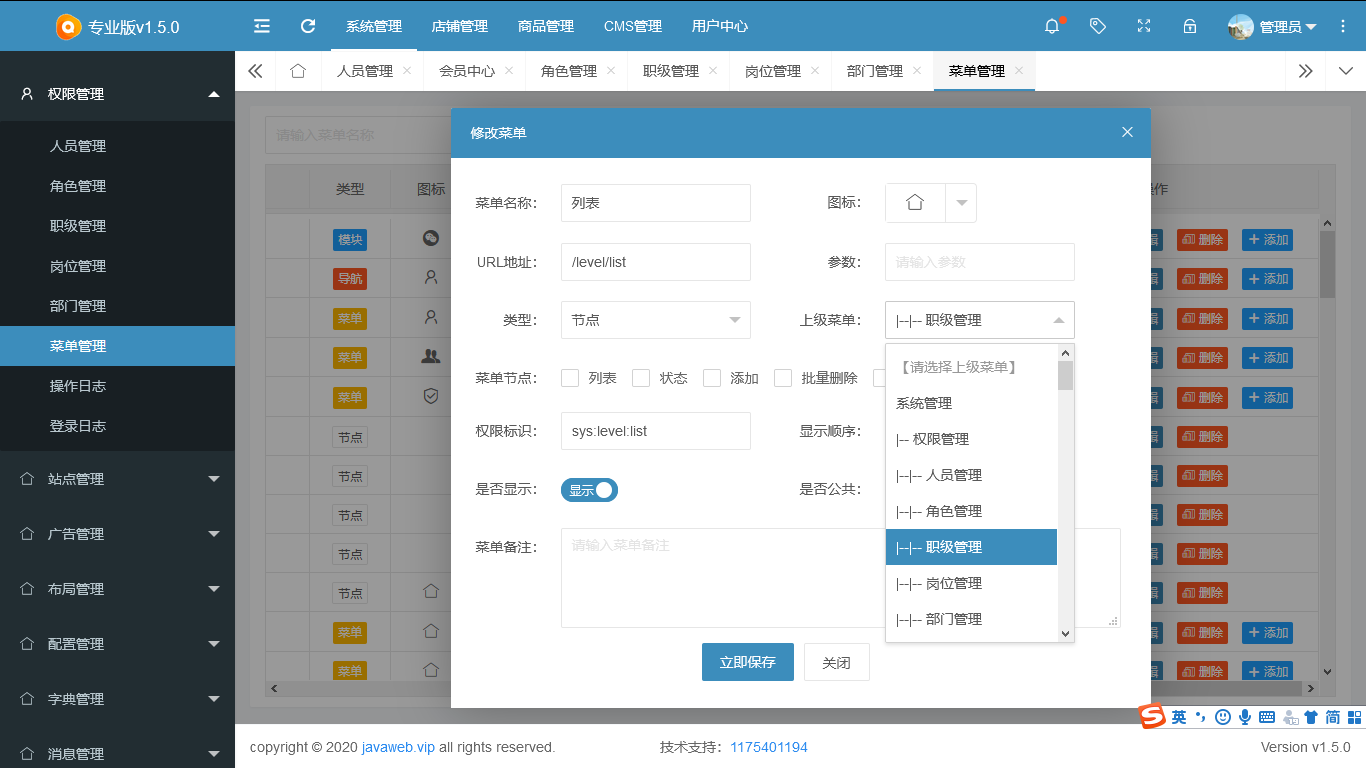 专业版v1.5.0
系统管理 店铺管理 商品管理 CMS管理 用户中心
管理员
人员管理 会员中心 角色管理 职级管理 岗位管理 部门管理 菜单管理
权限管理
人员管理
角色管理
职级管理
岗位管理
部门管理
菜单管理
操作日志
登录日志
站点管理
广告管理
布局管理
配置管理
字典管理
消息管理
请输入菜单名称
类型 图标
模块
导航
菜单
菜单
菜单
节点
节点
节点
节点
节点
菜单
菜单
修改菜单
菜单名称： 列表 图标：
URL地址： /level/list 参数： 请输入参数
类型： 节点 上级菜单： |--|-- 职级管理
菜单节点： 列表 状态 添加 批量删除
权限标识： sys:level:list 显示顺序：
是否显示： 显示 是否公共：
菜单备注： 请输入菜单备注
【请选择上级菜单】
系统管理
|-- 权限管理
|--|-- 人员管理
|--|-- 角色管理
|--|-- 职级管理
|--|-- 岗位管理
|--|-- 部门管理
立即保存 关闭
作
辑 删除 添加
辑 删除 添加
辑 删除 添加
辑 删除 添加
辑 删除 添加
辑 删除
辑 删除
辑 删除
辑 删除
辑 删除
辑 删除 添加
辑 删除 添加
英 简
copyright © 2020 javaweb.vip all rights reserved. 技术支持：1175401194 Version v1.5.0